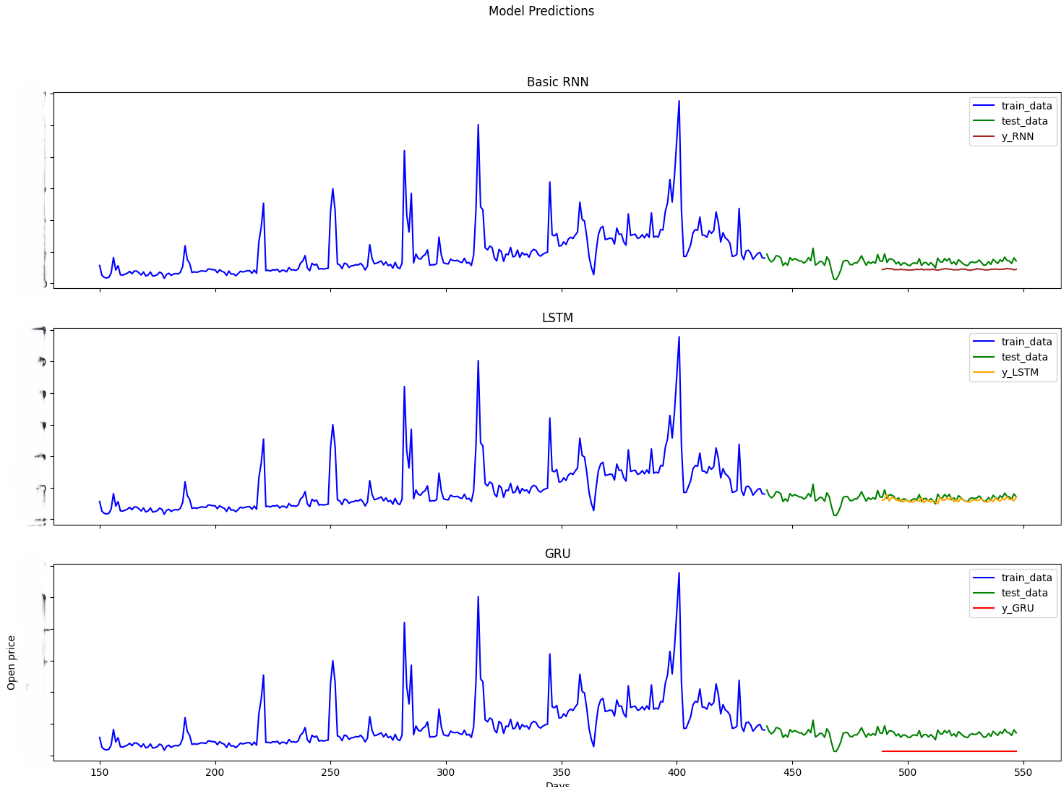 Model Predictions
Basic RNN
train_data
test_data
y_RNN
LSTM
train_data
test_data
y_LSTM
GRU
train_data
test_data
y_GRU
Open price
150 200 250 300 350 400 450 500 550
Days